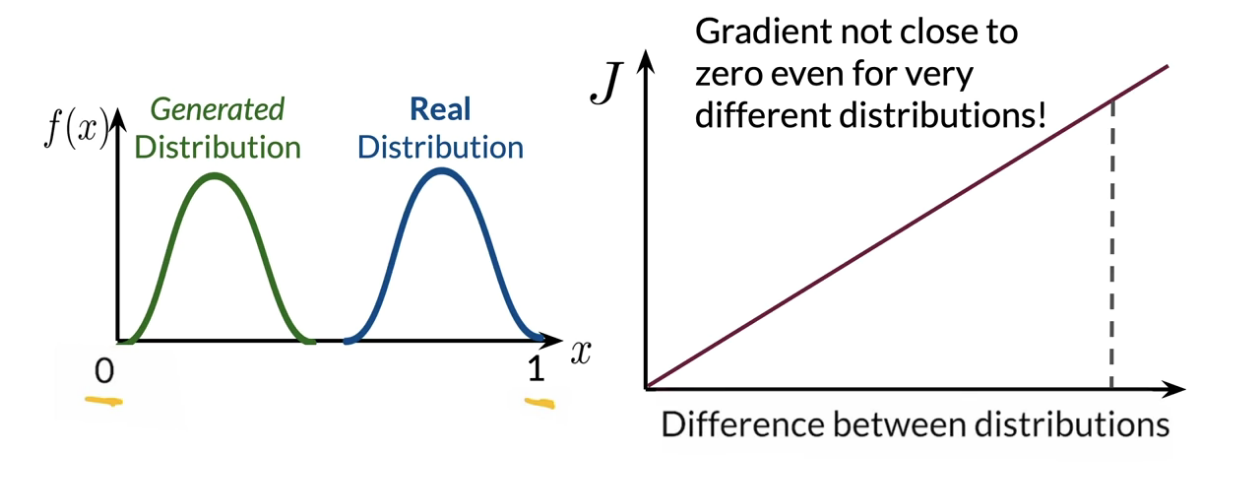 f(x)
Generated
Distribution
Real
Distribution
0
1
x
J
Gradient not close to
zero even for very
different distributions!
Difference between distributions